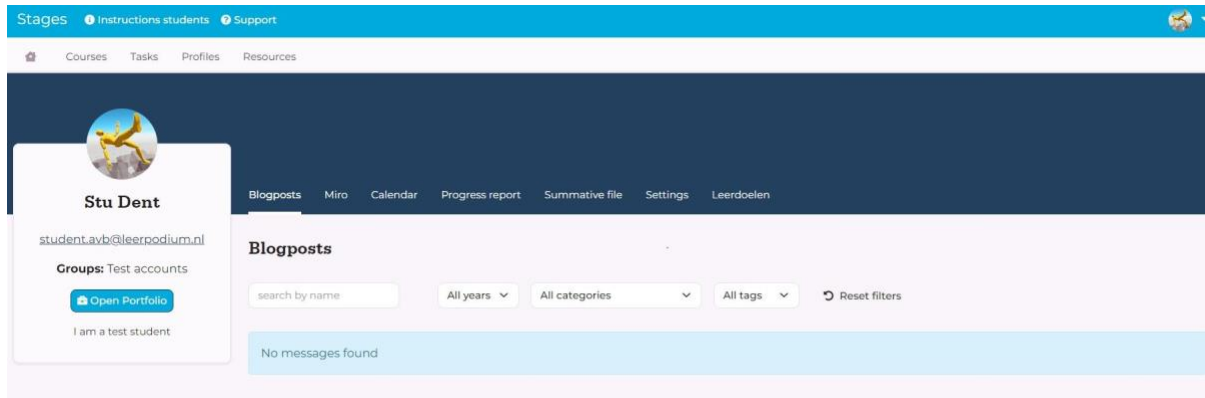 Stages Instructions students Support
Courses Tasks Profiles Resources
Stu Dent
student.avb@leerpodium.nl
Groups: Test accounts
Open Portfolio
I am a test student
Blogposts Miro Calendar Progress report Summative file Settings Leerdoelen
Blogposts
search by name All years All categories All tags Reset filters
No messages found